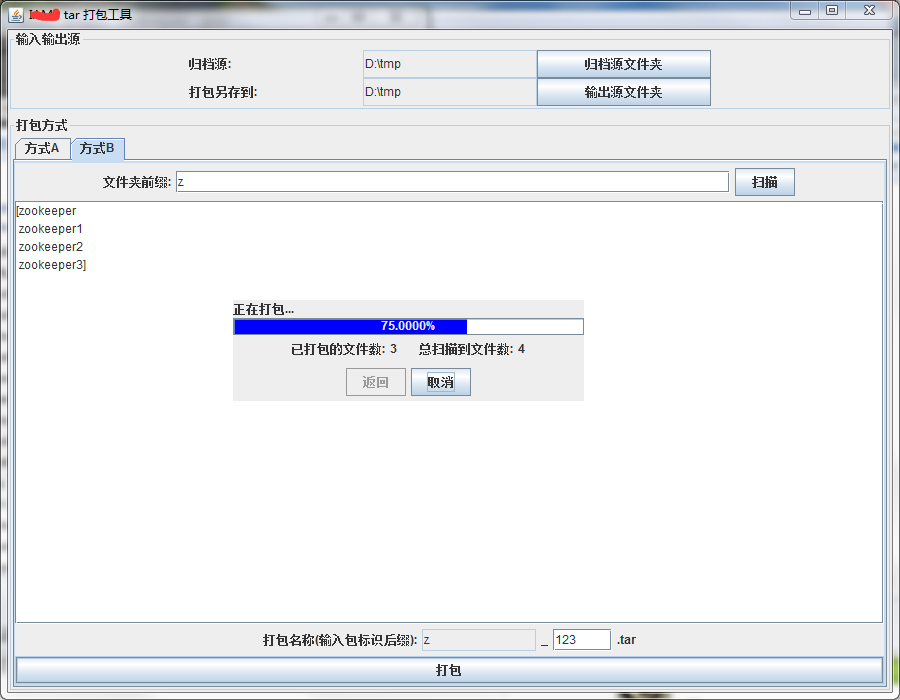 tar 打包工具
输入输出源
归档源: D:\tmp 归档源文件夹
打包另存到: D:\tmp 输出源文件夹
打包方式
方式A 方式B
文件夹前缀: z 扫描
[zookeeper
zookeeper1
zookeeper2
zookeeper3]
正在打包...
75.0000%
已打包的文件数: 3 总扫描到文件数: 4
返回 取消
打包名称(输入包标识后缀): z _ 123 .tar
打包